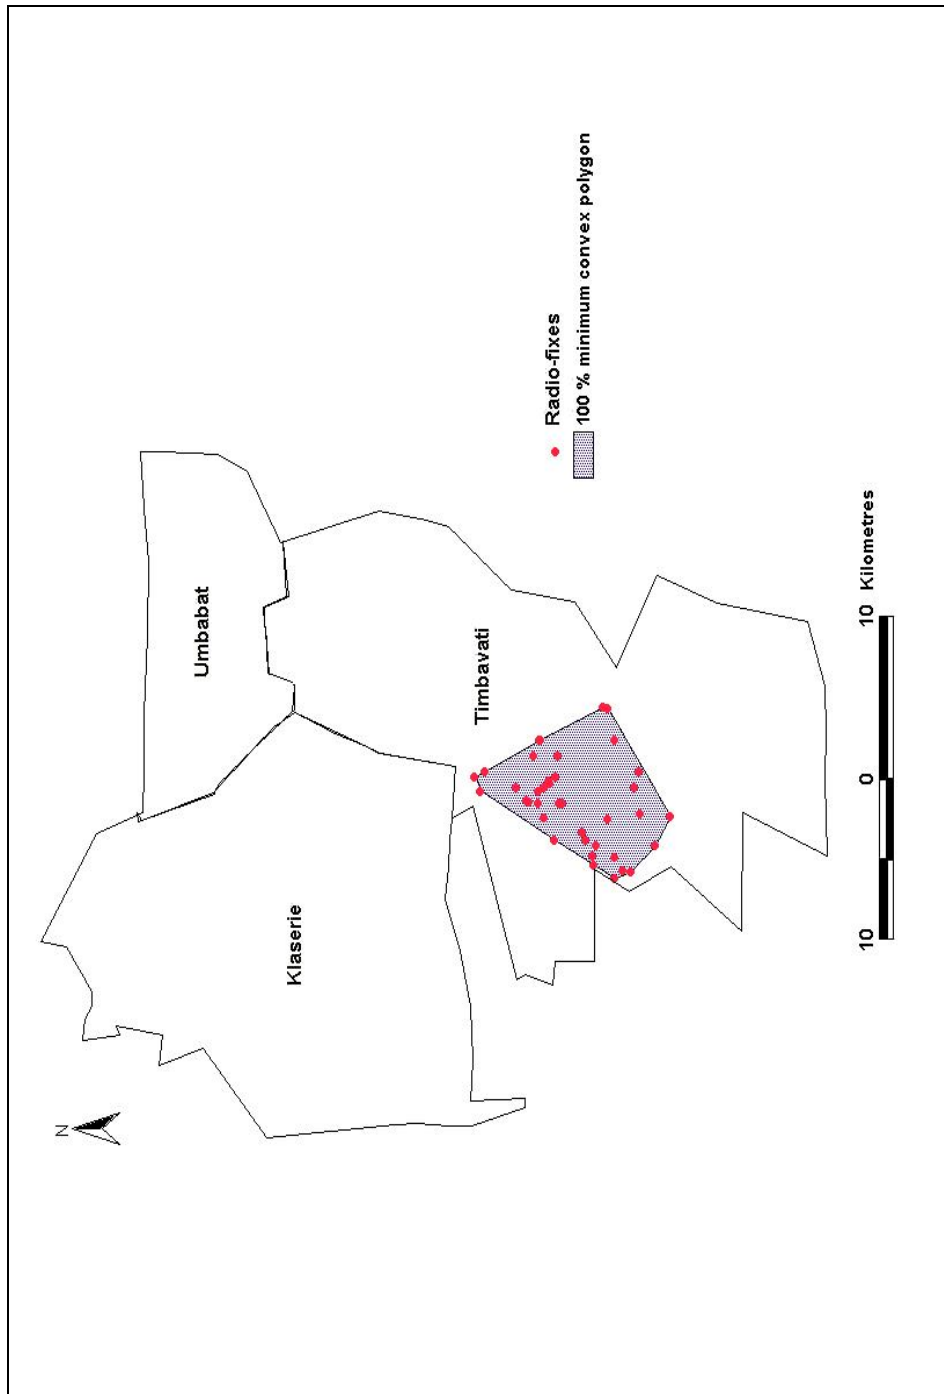 N
Umbabat
Klaserie
Timbavati
Radio-fixes
100 % minimum convex polygon
10 0 10 Kilometres